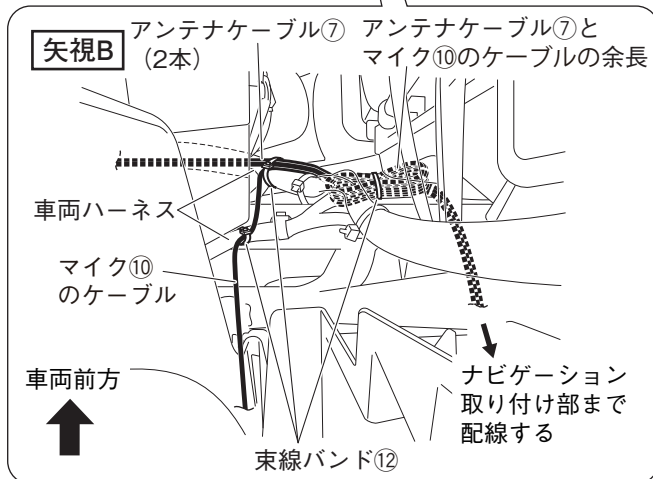 矢視B
アンテナケーブル⑦
(2本)
アンテナケーブル⑦と
マイク⑩のケーブルの余長
車両ハーネス
マイク⑩
のケーブル
車両前方
ナビゲーション
取り付け部まで
配線する
束線バンド⑫